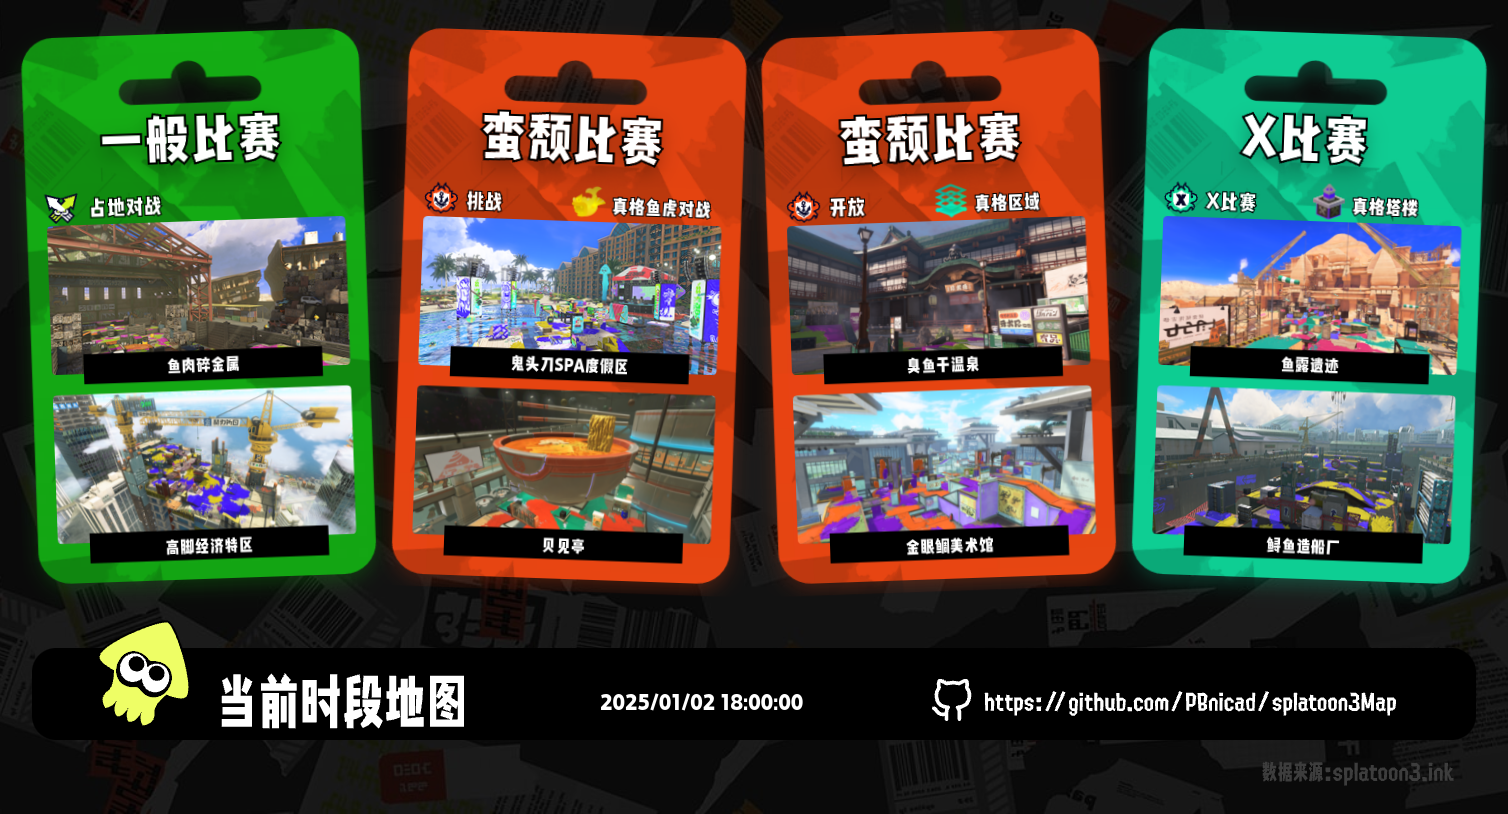 一般比赛
占地对战
鱼肉碎金属
高脚经济特区
蛮颓比赛
挑战
真格鱼虎对战
鬼头刀SPA度假区
贝见亭
蛮颓比赛
开放
真格区域
臭鱼干温泉
金眼鲷美术馆
X比赛
X比赛
真格塔楼
鱼露遗迹
鲟鱼造船厂
当前时段地图
2025/01/02 18:00:00
https://github.com/PBnicad/splatoon3Map
数据来源:splatoon3.ink